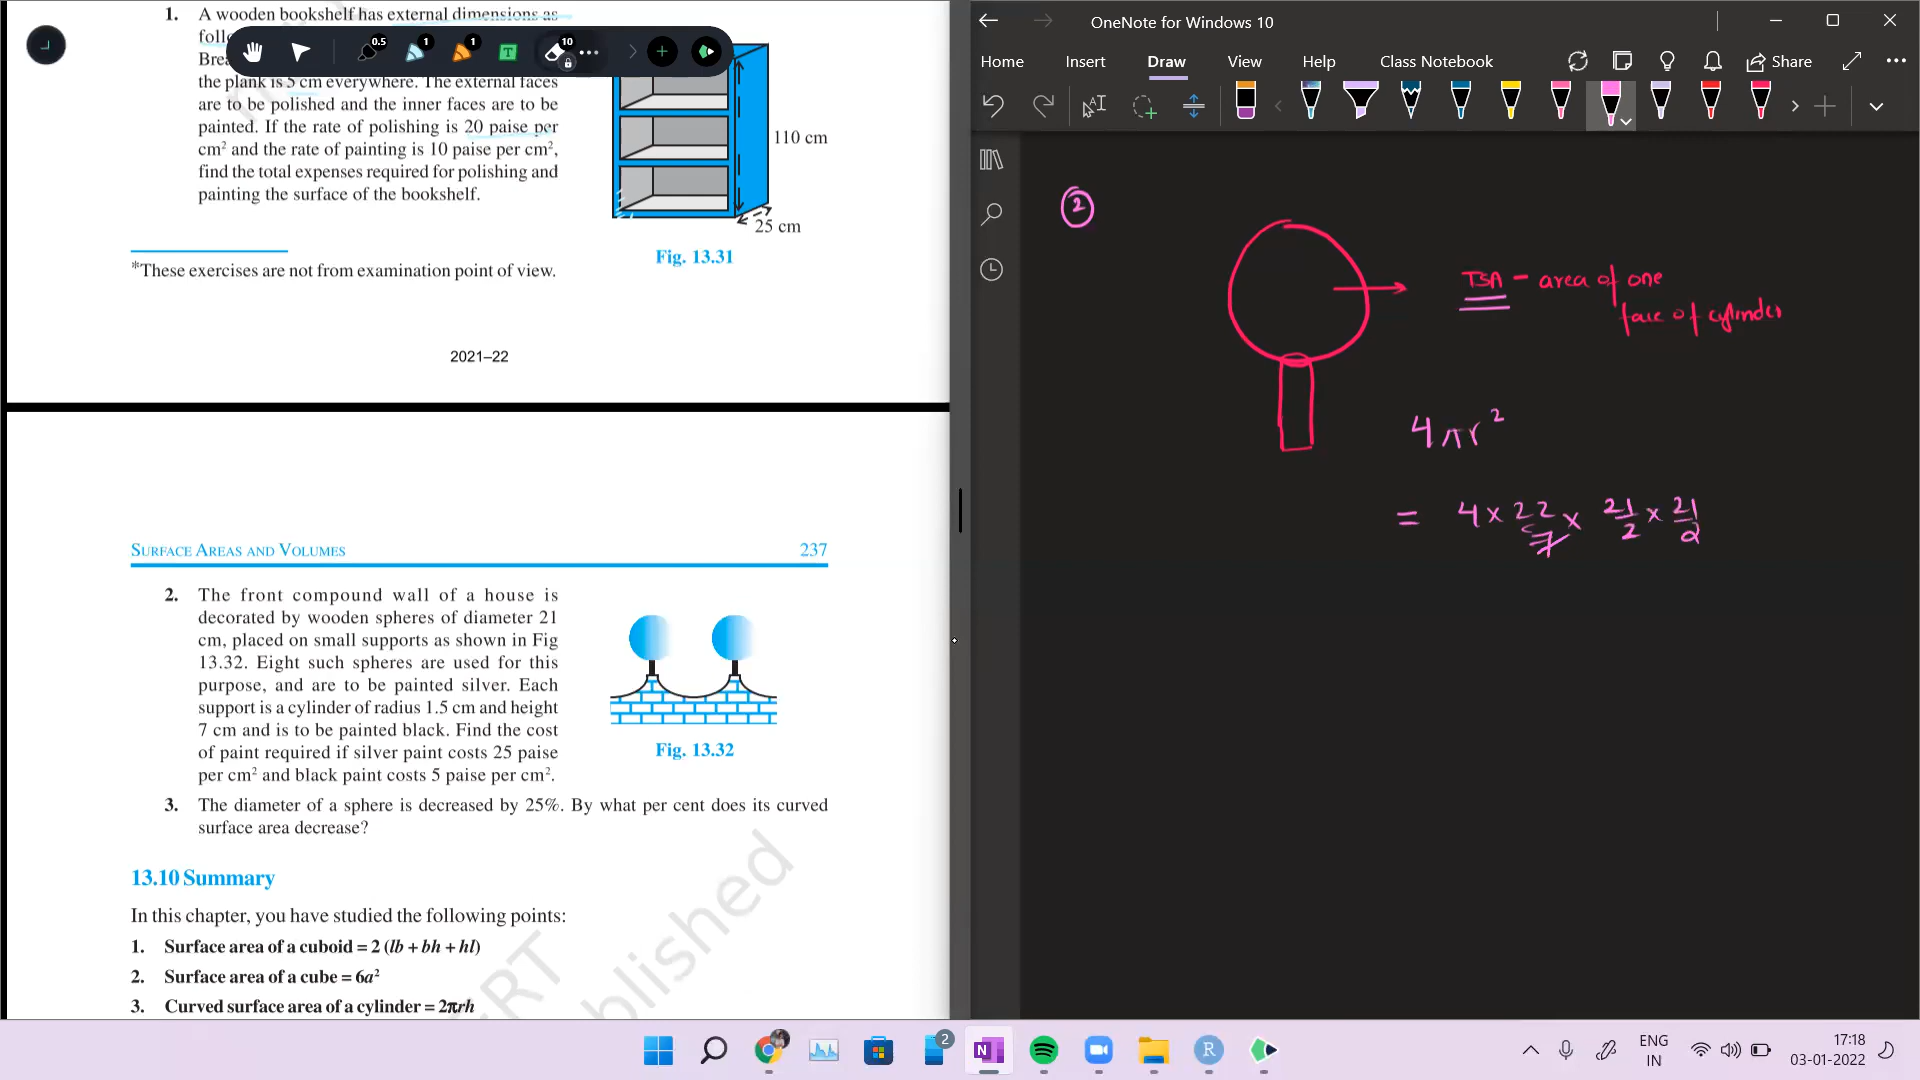 1. A wooden bookshelf has external dimensions as
the plank is 5 cm everywhere. The external faces
are to be polished and the inner faces are to be
painted. If the rate of polishing is 20 paise per
cm² and the rate of painting is 10 paise per cm²,
find the total expenses required for polishing and
painting the surface of the bookshelf.
110 cm
25 cm
Fig. 13.31
*These exercises are not from examination point of view.
2021–22
SURFACE AREAS AND VOLUMES 237
2. The front compound wall of a house is
decorated by wooden spheres of diameter 21
cm, placed on small supports as shown in Fig
13.32. Eight such spheres are used for this
purpose, and are to be painted silver. Each
support is a cylinder of radius 1.5 cm and height
7 cm and is to be painted black. Find the cost
of paint required if silver paint costs 25 paise
per cm² and black paint costs 5 paise per cm².
Fig. 13.32
3. The diameter of a sphere is decreased by 25%. By what per cent does its curved
surface area decrease?
13.10 Summary
In this chapter, you have studied the following points:
1. Surface area of a cuboid = 2 (lb + bh + hl)
2. Surface area of a cube = 6a²
3. Curved surface area of a cylinder = 2πrh
blished
0.5 1 1 T 10
OneNote for Windows 10
Home Insert Draw View Help Class Notebook Share
2
TSA – area of one
face of cylinder
4πr²
= 4 × 22/7 × 21/2 × 21/2
2
N
R
ENG
IN
17:18
03-01-2022